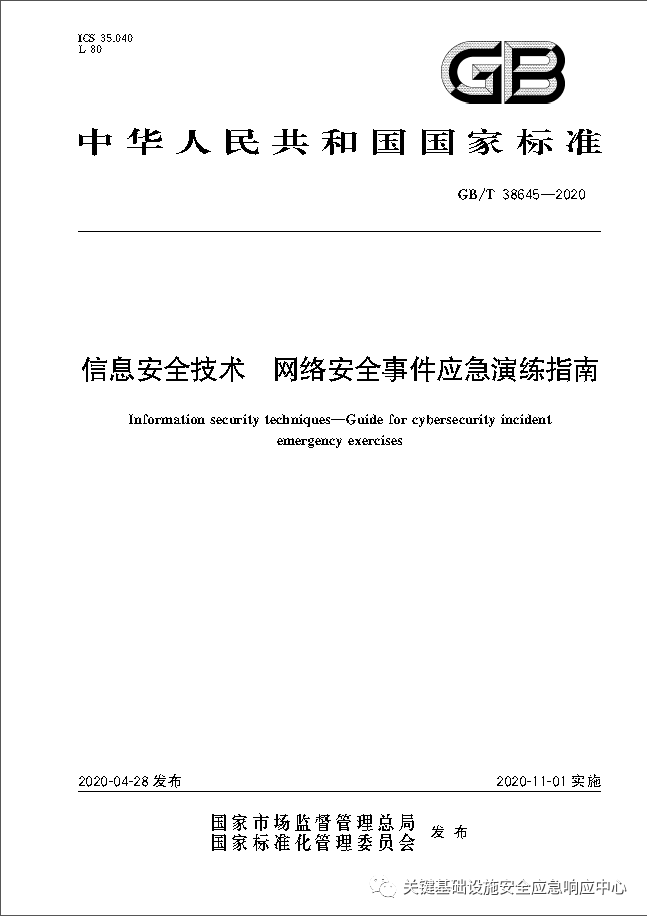 ICS 35.040
L 80
GB
中华人民共和国国家标准
GB/T 38645—2020
信息安全技术　网络安全事件应急演练指南
Information security techniques—Guide for cybersecurity incident
emergency exercises
2020-04-28 发布
2020-11-01 实施
国家市场监督管理总局
国家标准化管理委员会
发布
关键基础设施安全应急响应中心